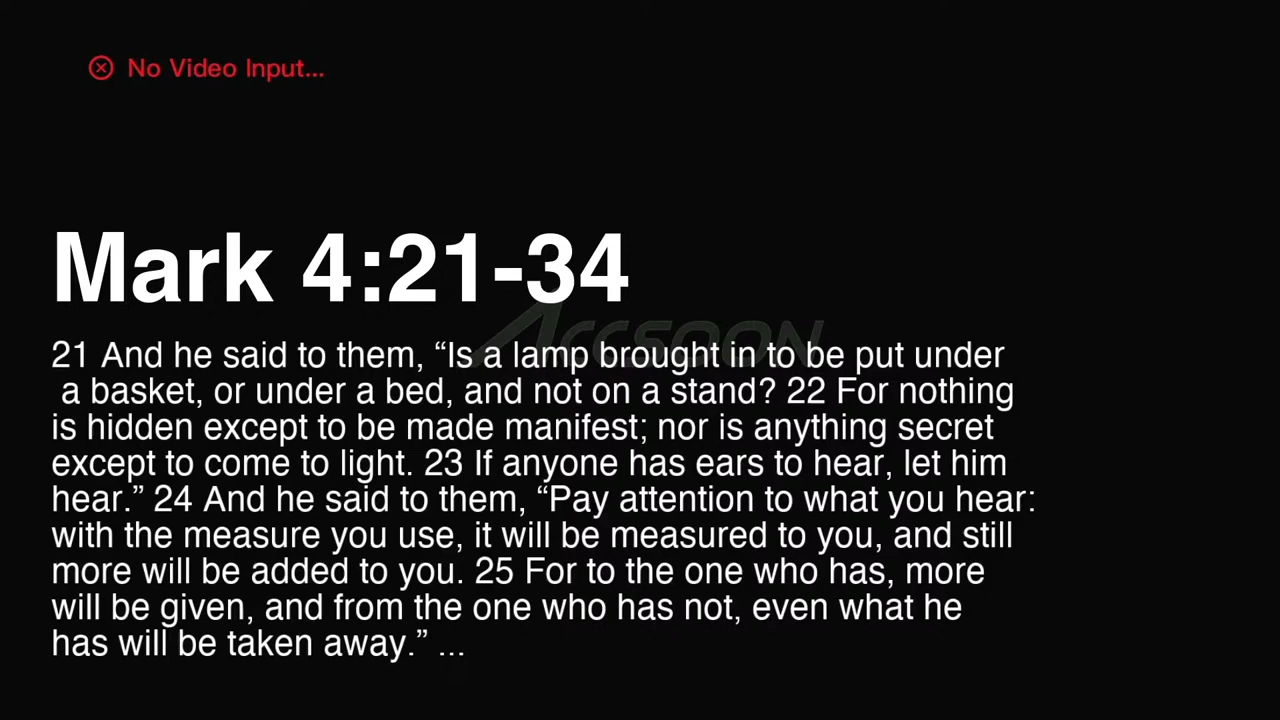 No Video Input...
Mark 4:21-34
ACCSOON
21 And he said to them, “Is a lamp brought in to be put under
a basket, or under a bed, and not on a stand? 22 For nothing
is hidden except to be made manifest; nor is anything secret
except to come to light. 23 If anyone has ears to hear, let him
hear.” 24 And he said to them, “Pay attention to what you hear:
with the measure you use, it will be measured to you, and still
more will be added to you. 25 For to the one who has, more
will be given, and from the one who has not, even what he
has will be taken away.” ...